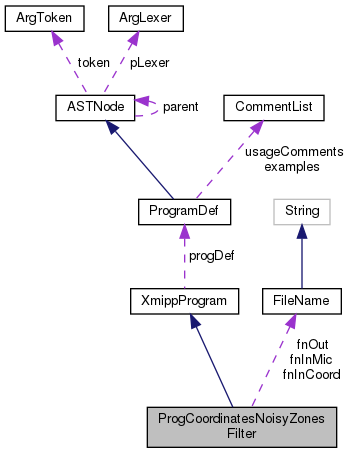 ArgToken
ArgLexer
token
pLexer
ASTNode
parent
CommentList
usageComments
examples
ProgramDef
String
progDef
XmippProgram
FileName
fnOut
fnInMic
fnInCoord
ProgCoordinatesNoisyZones
Filter